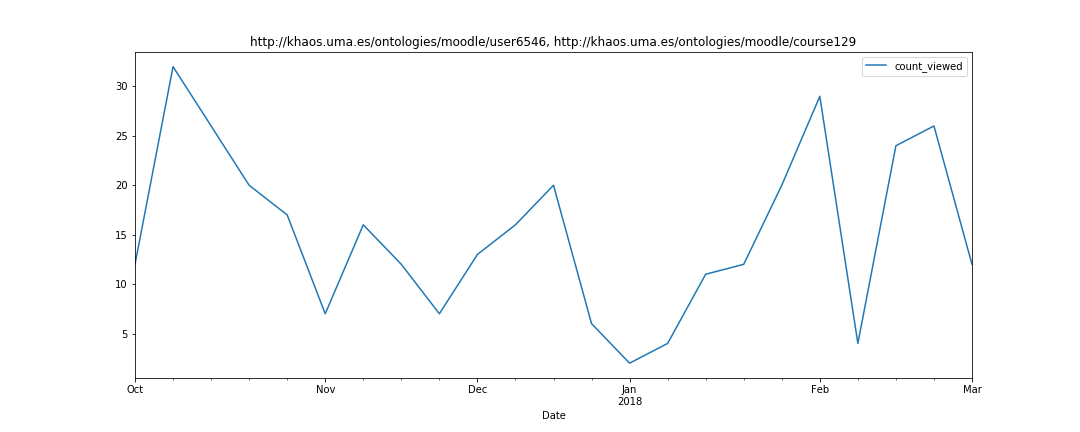 http://khaos.uma.es/ontologies/moodle/user6546, http://khaos.uma.es/ontologies/moodle/course129
count_viewed
30
25
20
15
10
5
Oct Nov Dec Jan Feb Mar
2018
Date